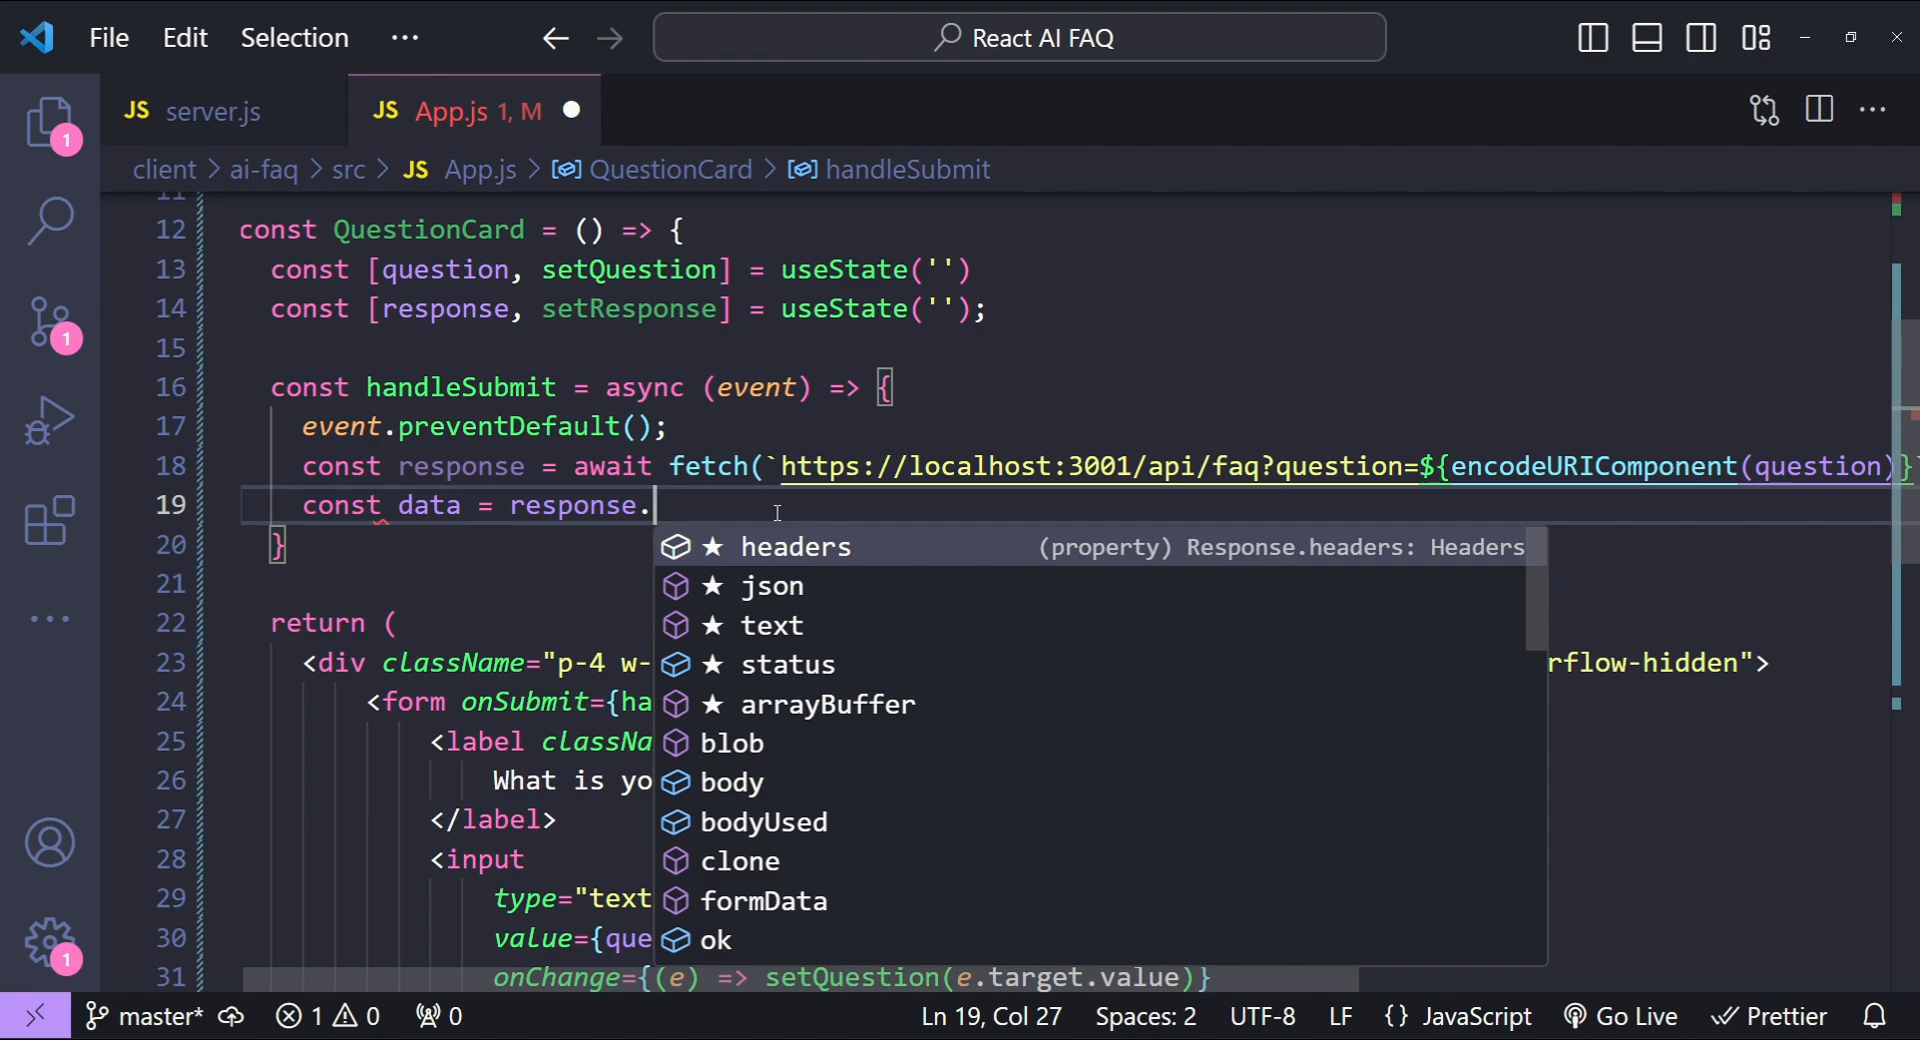 File Edit Selection ··· React AI FAQ
JS server.js JS App.js 1, M
client > ai-faq > src > JS App.js > QuestionCard > handleSubmit
1
1
1
11
12 const QuestionCard = () => {
13 const [question, setQuestion] = useState('')
14 const [response, setResponse] = useState('');
15
16 const handleSubmit = async (event) => {
17 event.preventDefault();
18 const response = await fetch(`https://localhost:3001/api/faq?question=${encodeURIComponent(question)}`
19 const data = response.
20 }
21
22 return (
23 <div className="p-4 w- rflow-hidden">
24 <form onSubmit={ha
25 <label classNa
26 What is yo
27 </label>
28 <input
29 type="text
30 value={que
31 onChange={(e) => setQuestion(e.target.value)}
headers (property) Response.headers: Headers
json
text
status
arrayBuffer
blob
body
bodyUsed
clone
formData
ok
master* 1 0 0 Ln 19, Col 27 Spaces: 2 UTF-8 LF {} JavaScript Go Live Prettier